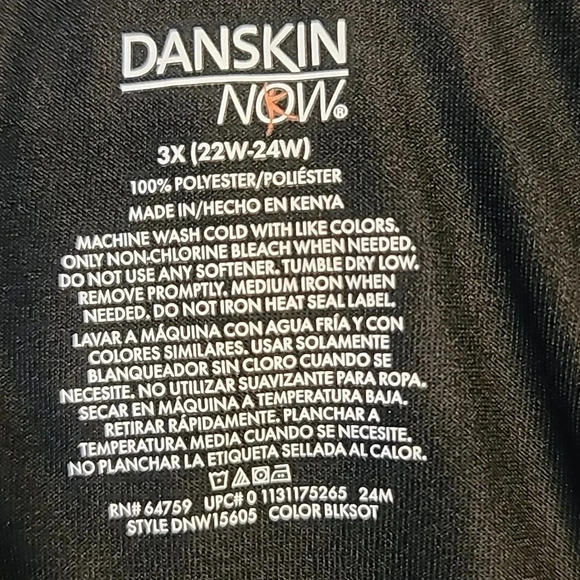 DANSKIN
NOW®
3X (22W-24W)
100% POLYESTER/POLIÉSTER
MADE IN/HECHO EN KENYA
MACHINE WASH COLD WITH LIKE COLORS.
ONLY NON-CHLORINE BLEACH WHEN NEEDED.
DO NOT USE ANY SOFTENER. TUMBLE DRY LOW.
REMOVE PROMPTLY. MEDIUM IRON WHEN
NEEDED. DO NOT IRON HEAT SEAL LABEL.
LAVAR A MÁQUINA CON AGUA FRÍA Y CON
COLORES SIMILARES. USAR SOLAMENTE
BLANQUEADOR SIN CLORO CUANDO SE
NECESITE. NO UTILIZAR SUAVIZANTE PARA ROPA.
SECAR EN MÁQUINA A TEMPERATURA BAJA.
RETIRAR RÁPIDAMENTE. PLANCHAR A
TEMPERATURA MEDIA CUANDO SE NECESITE.
NO PLANCHAR LA ETIQUETA SELLADA AL CALOR.
RN# 64759 UPC# 0 1131175265 24M
STYLE DNW15605 COLOR BLKSOT